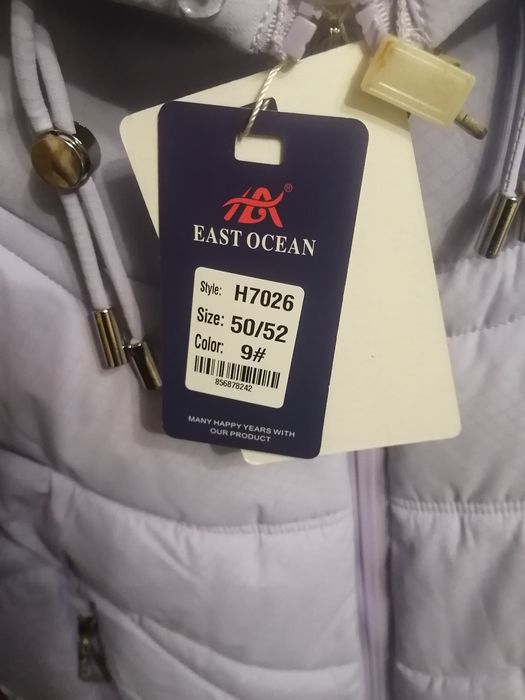 ®
EAST OCEAN
Style: H7026
Size: 50/52
Color: 9#
856878242
MANY HAPPY YEARS WITH
OUR PRODUCT